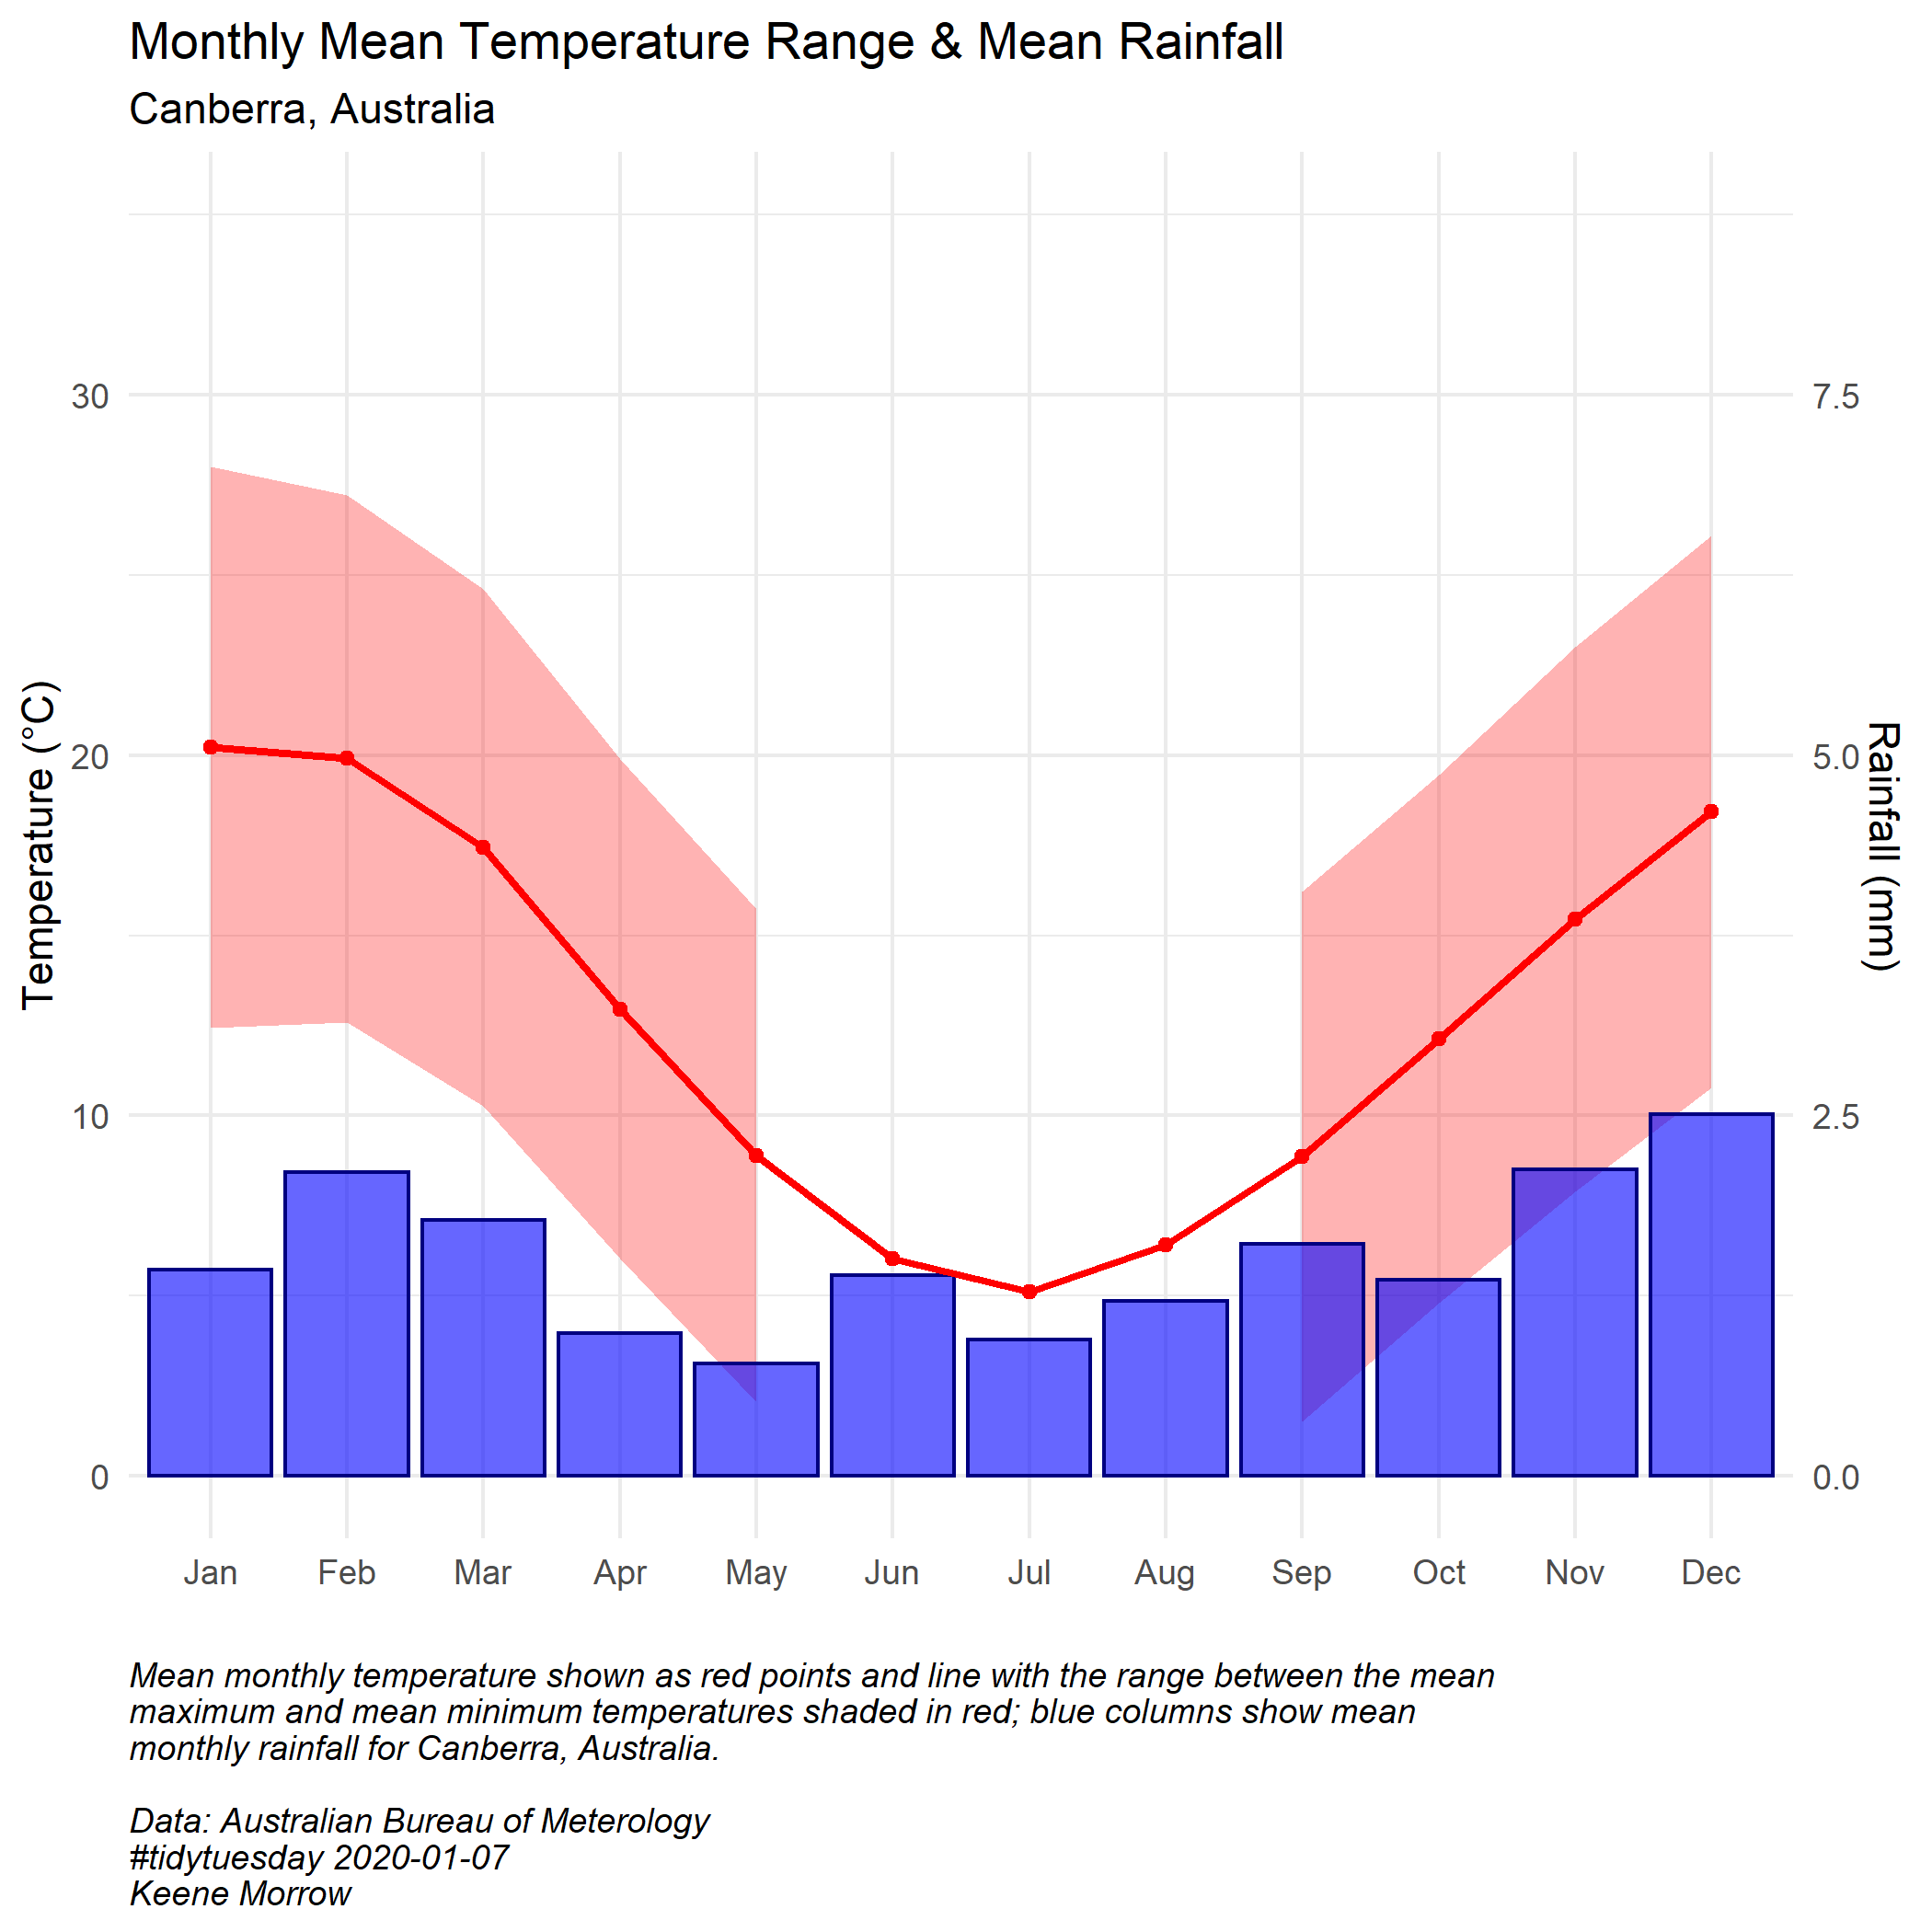 Monthly Mean Temperature Range & Mean Rainfall
Canberra, Australia
Temperature (°C)
30
20
10
0
7.5
5.0
2.5
0.0
Rainfall (mm)
Jan Feb Mar Apr May Jun Jul Aug Sep Oct Nov Dec
Mean monthly temperature shown as red points and line with the range between the mean
maximum and mean minimum temperatures shaded in red; blue columns show mean
monthly rainfall for Canberra, Australia.
Data: Australian Bureau of Meterology
#tidytuesday 2020-01-07
Keene Morrow